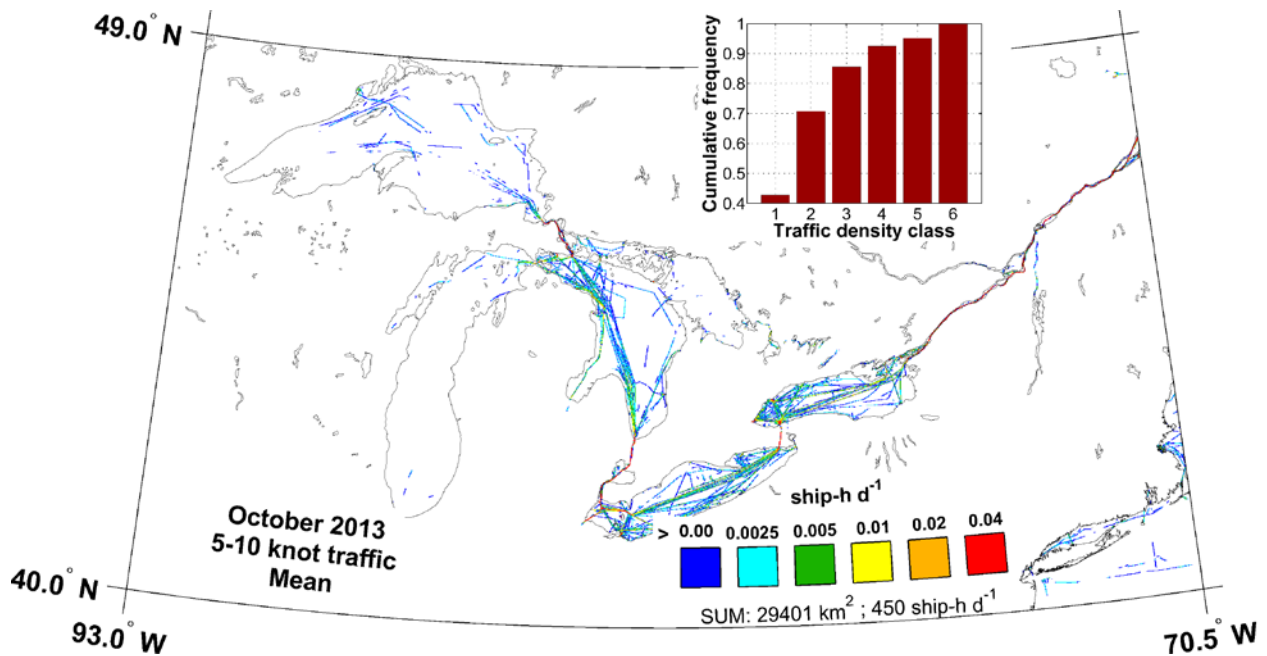 49.0° N
1
0.9
0.8
0.7
0.6
0.5
0.4
Cumulative frequency
1 2 3 4 5 6
Traffic density class
October 2013
5-10 knot traffic
Mean
ship-h d⁻¹
> 0.00 0.0025 0.005 0.01 0.02 0.04
SUM: 29401 km² ; 450 ship-h d⁻¹
40.0° N
93.0° W
70.5° W